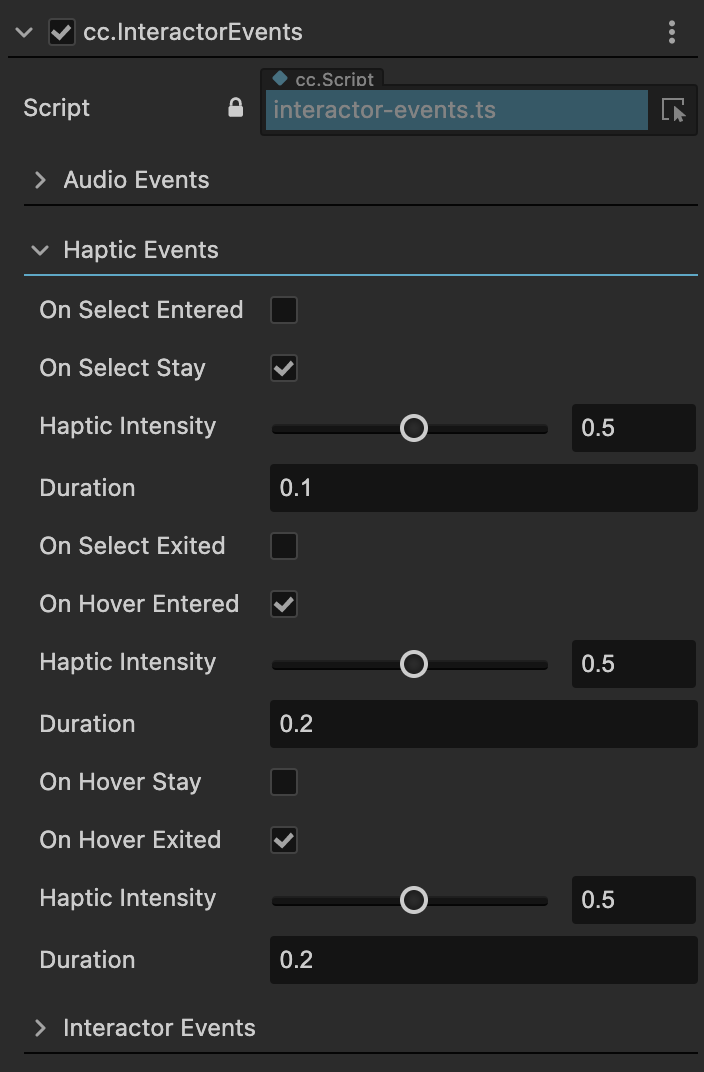 cc.InteractorEvents
cc.Script
Script interactor-events.ts
Audio Events
Haptic Events
On Select Entered
On Select Stay
Haptic Intensity 0.5
Duration 0.1
On Select Exited
On Hover Entered
Haptic Intensity 0.5
Duration 0.2
On Hover Stay
On Hover Exited
Haptic Intensity 0.5
Duration 0.2
Interactor Events